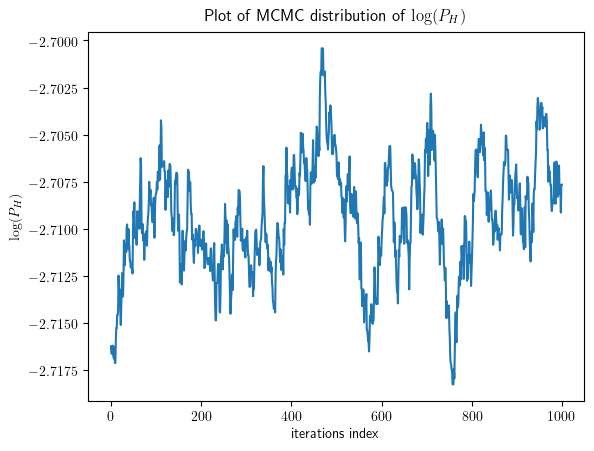 Plot of MCMC distribution of log(P_H)
−2.7000
−2.7025
−2.7050
−2.7075
−2.7100
−2.7125
−2.7150
−2.7175
log(P_H)
0 200 400 600 800 1000
iterations index